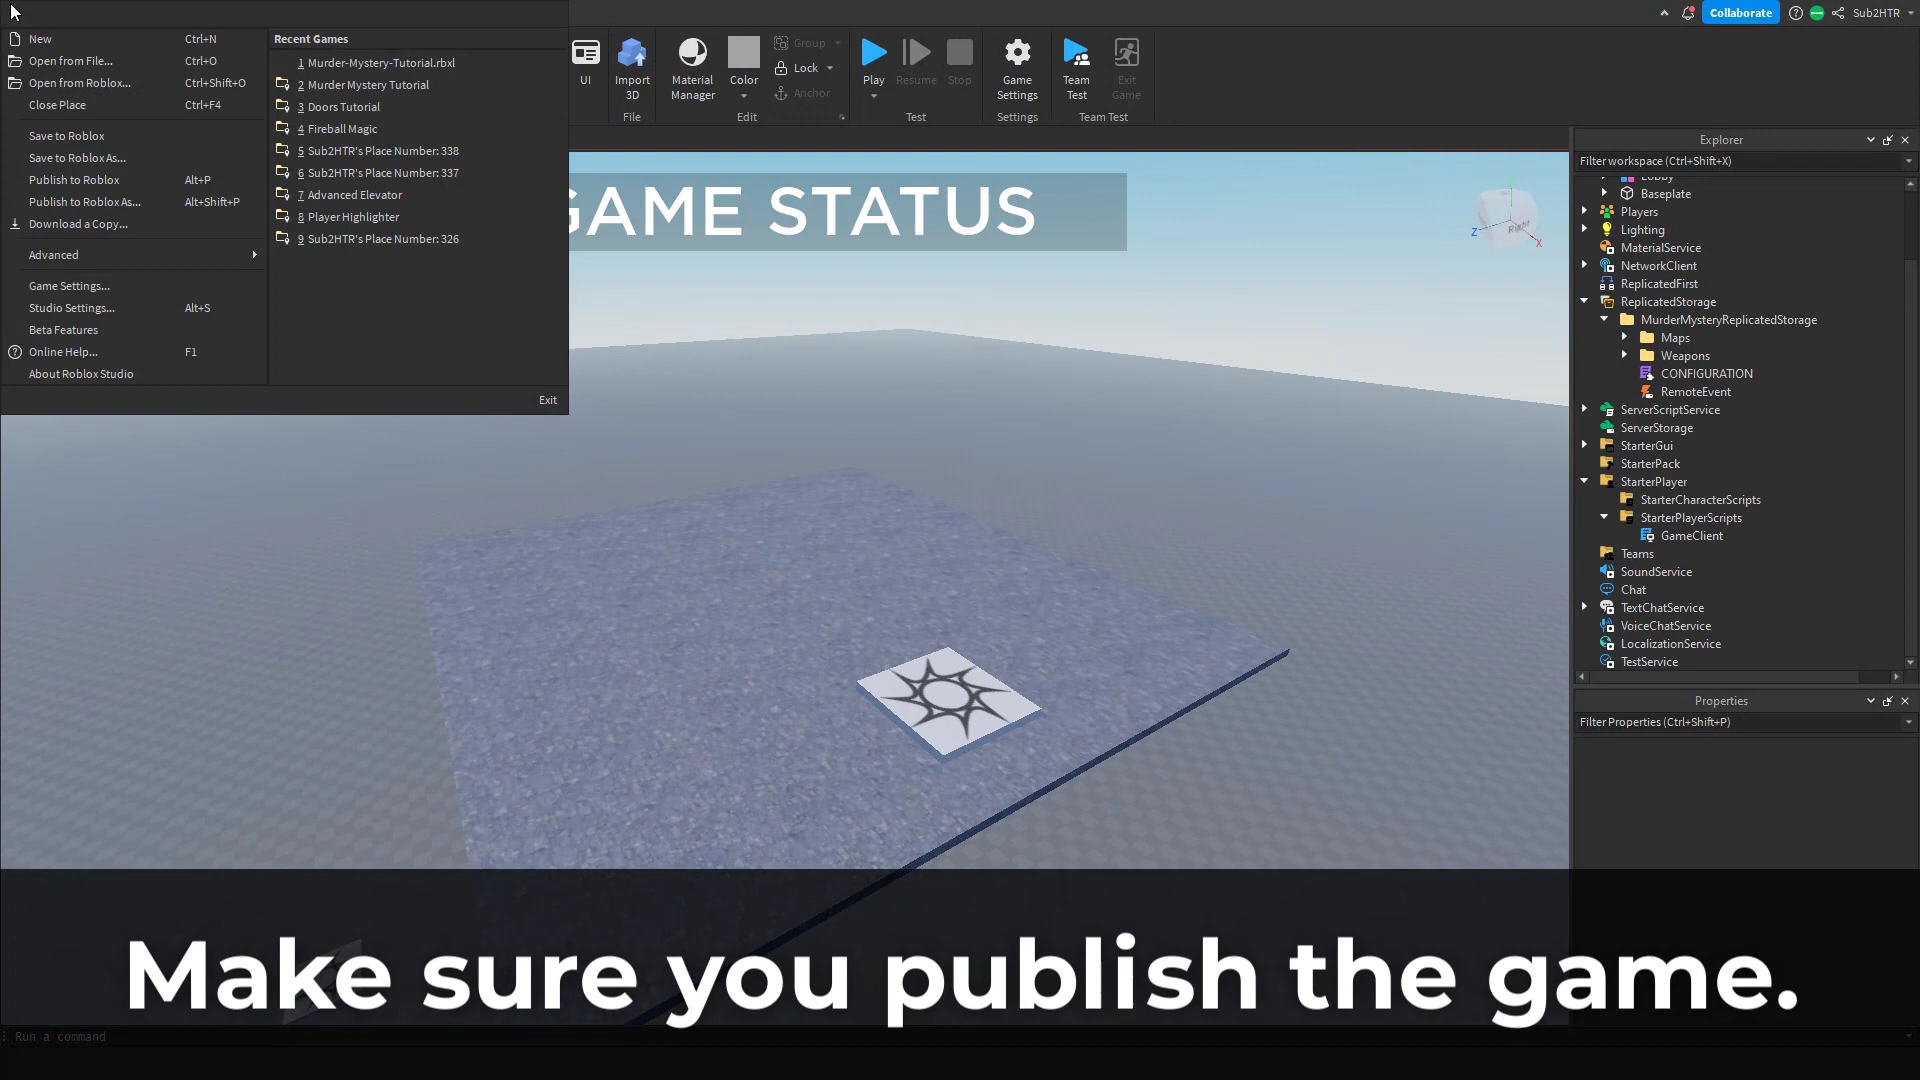 New Ctrl+N
Open from File... Ctrl+O
Open from Roblox... Ctrl+Shift+O
Close Place Ctrl+F4
Save to Roblox
Save to Roblox As...
Publish to Roblox Alt+P
Publish to Roblox As... Alt+Shift+P
Download a Copy...
Advanced
Game Settings...
Studio Settings... Alt+S
Beta Features
Online Help... F1
About Roblox Studio
Recent Games
1 Murder-Mystery-Tutorial.rbxl
2 Murder Mystery Tutorial
3 Doors Tutorial
4 Fireball Magic
5 Sub2HTR's Place Number: 338
6 Sub2HTR's Place Number: 337
7 Advanced Elevator
8 Player Highlighter
9 Sub2HTR's Place Number: 326
Exit
Collaborate
Sub2HTR
UI
Import
3D
File
Material
Manager
Color
Group
Lock
Anchor
Edit
Play
Resume
Stop
Test
Game
Settings
Settings
Team
Test
Exit
Game
Team Test
GAME STATUS
Right
Z
X
Explorer
Filter workspace (Ctrl+Shift+X)
Lobby
Baseplate
Players
Lighting
MaterialService
NetworkClient
ReplicatedFirst
ReplicatedStorage
MurderMysteryReplicatedStorage
Maps
Weapons
CONFIGURATION
RemoteEvent
ServerScriptService
ServerStorage
StarterGui
StarterPack
StarterPlayer
StarterCharacterScripts
StarterPlayerScripts
GameClient
Teams
SoundService
Chat
TextChatService
VoiceChatService
LocalizationService
TestService
Properties
Filter Properties (Ctrl+Shift+P)
Make sure you publish the game.
Run a command